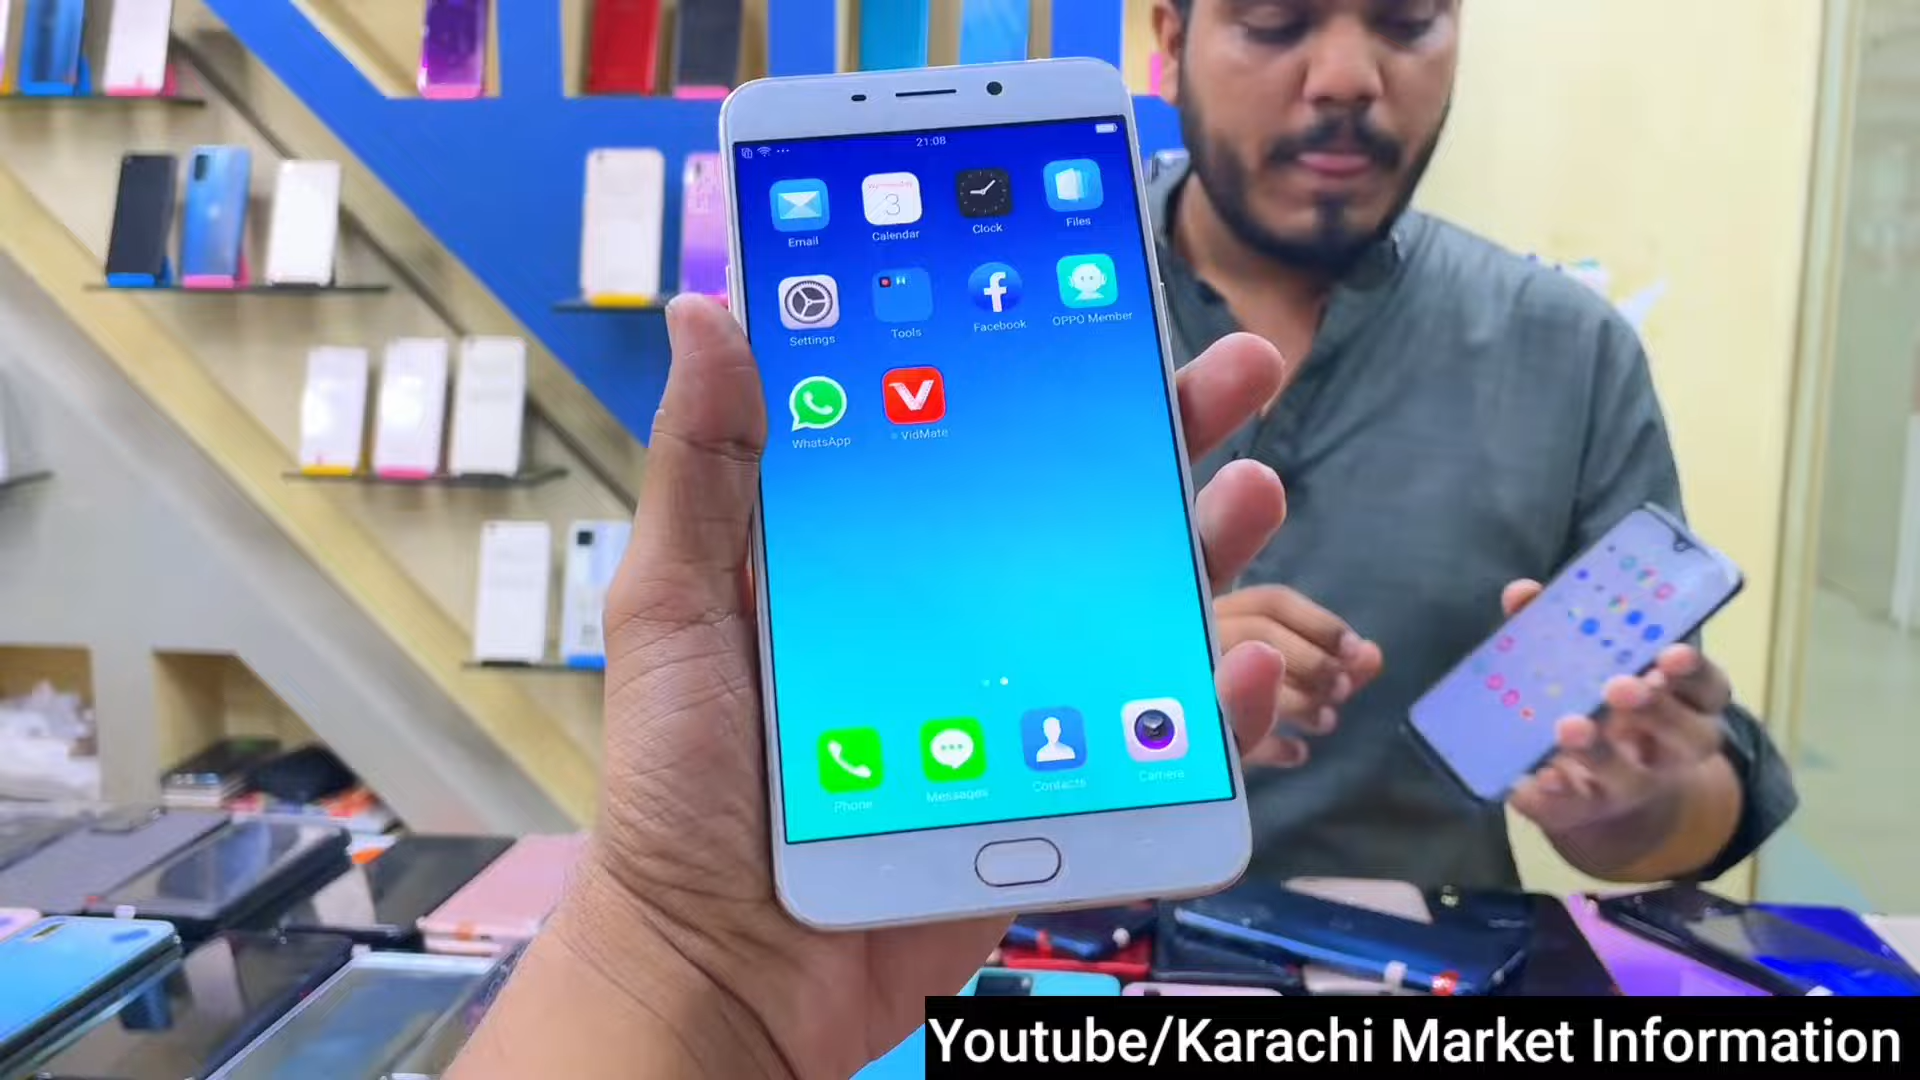 21:08
Wednesday
3
Email
Calendar
Clock
Files
Settings
Tools
Facebook
OPPO Member
WhatsApp
VidMate
Phone
Messages
Contacts
Camera
Youtube/Karachi Market Information